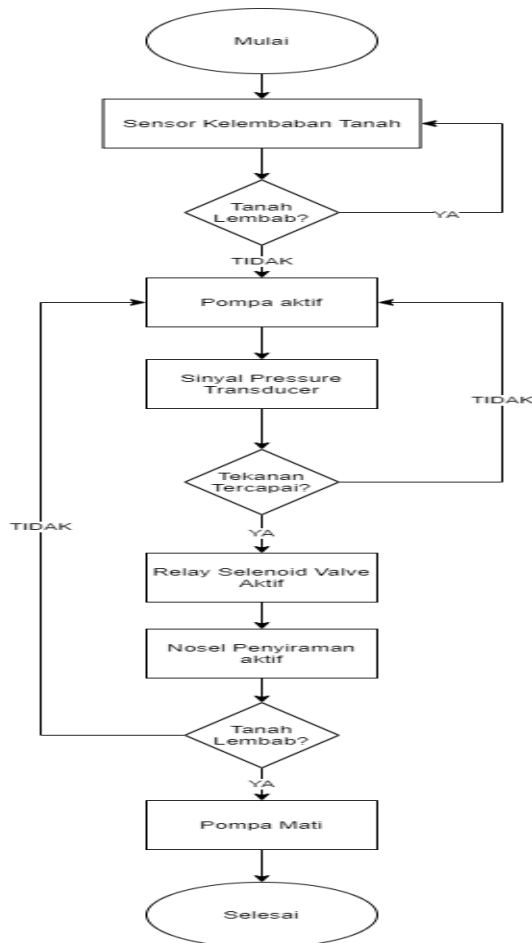 Mulai
Sensor Kelembaban Tanah
Tanah
Lembab?
YA
TIDAK
Pompa aktif
Sinyal Pressure
Transducer
TIDAK
Tekanan
Tercapai?
TIDAK
YA
Relay Selenoid Valve
Aktif
Nosel Penyiraman
aktif
Tanah
Lembab?
YA
Pompa Mati
Selesai